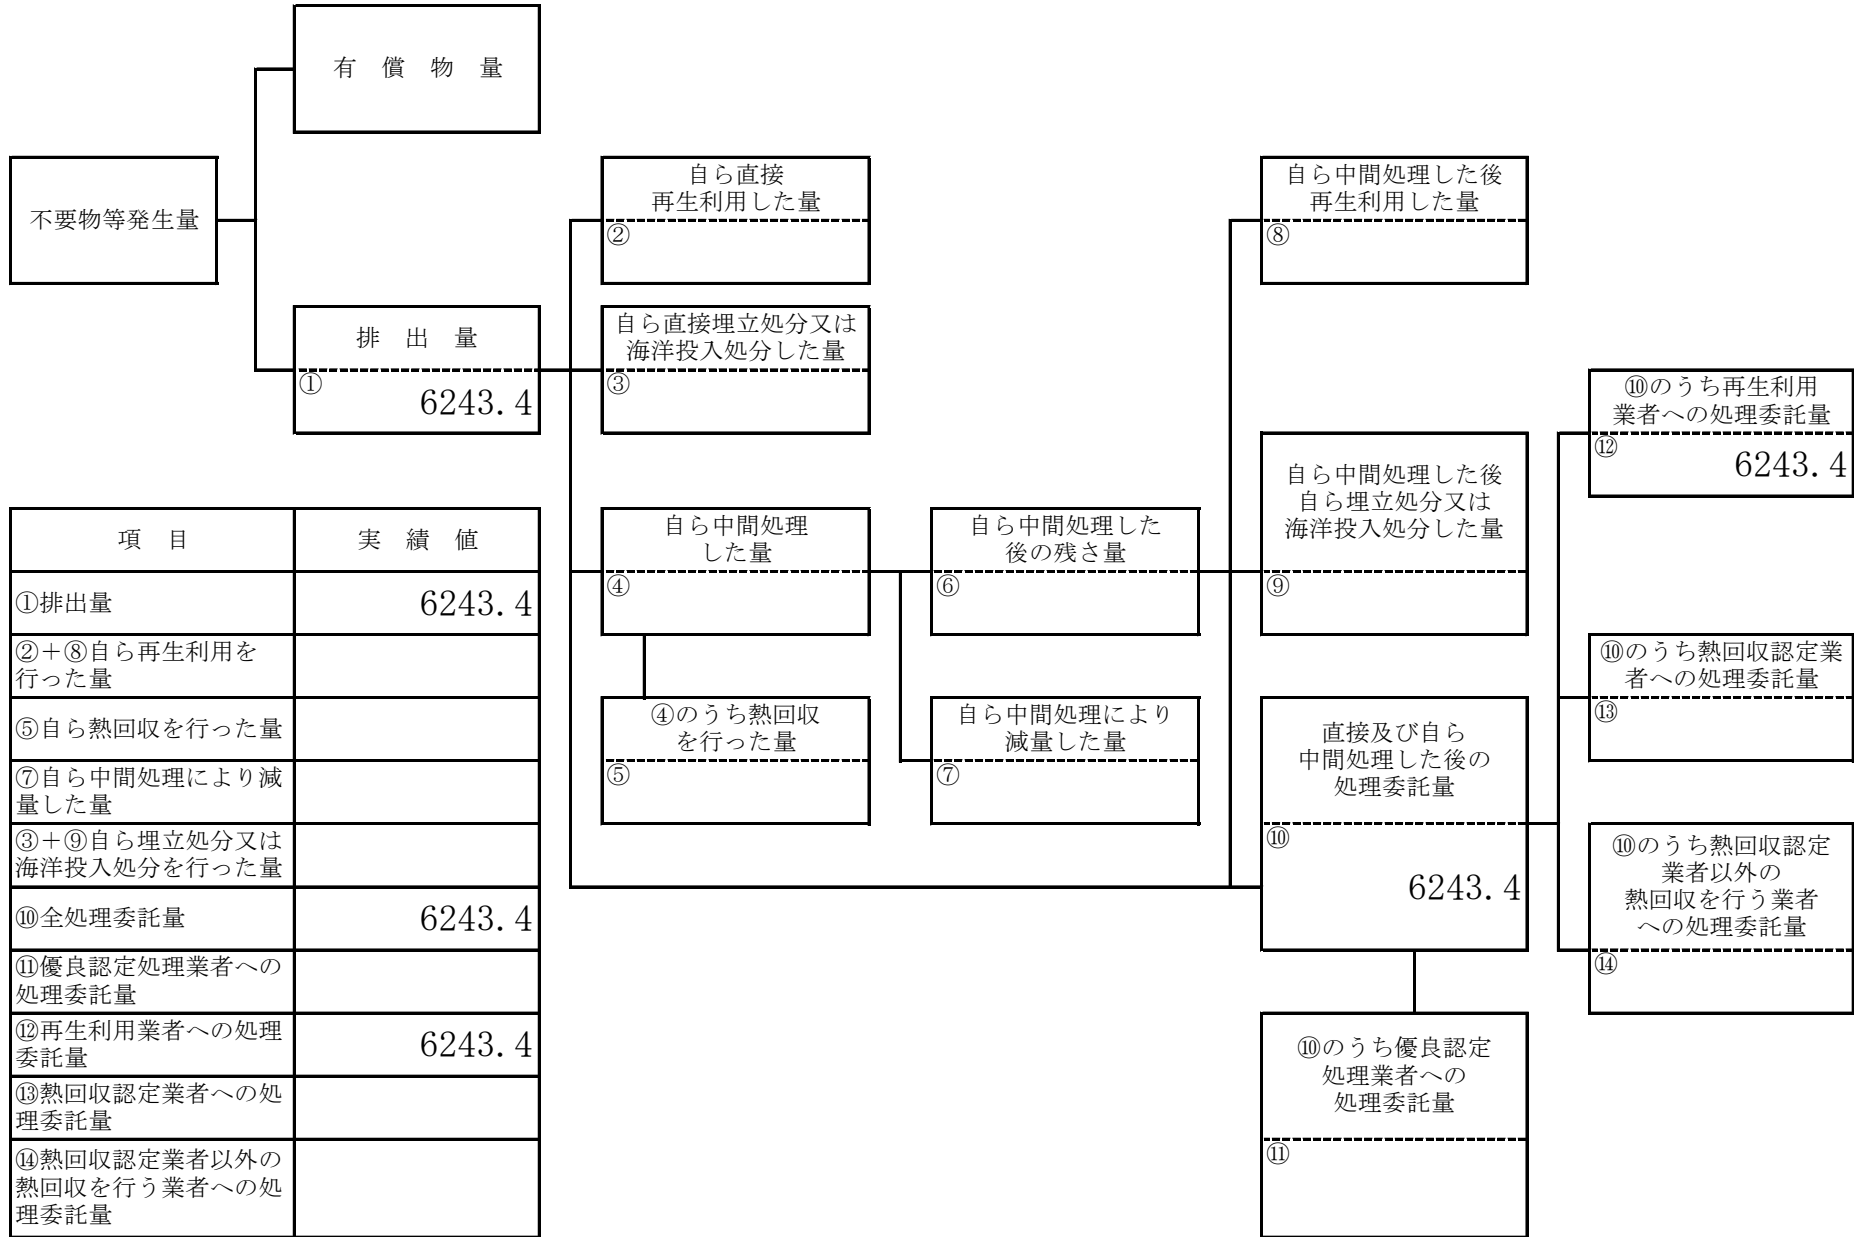 有 償 物 量
不要物等発生量
排 出 量
①
6243.4
自ら直接
再生利用した量
②
自ら直接埋立処分又は
海洋投入処分した量
③
自ら中間処理
した量
④
④のうち熱回収
を行った量
⑤
自ら中間処理した
後の残さ量
⑥
自ら中間処理により
減量した量
⑦
自ら中間処理した後
再生利用した量
⑧
自ら中間処理した後
自ら埋立処分又は
海洋投入処分した量
⑨
直接及び自ら
中間処理した後の
処理委託量
⑩
6243.4
⑩のうち優良認定
処理業者への
処理委託量
⑪
⑩のうち再生利用
業者への処理委託量
⑫
6243.4
⑩のうち熱回収認定業
者への処理委託量
⑬
⑩のうち熱回収認定
業者以外の
熱回収を行う業者
への処理委託量
⑭
項 目 実 績 値
①排出量 6243.4
②＋⑧自ら再生利用を
行った量
⑤自ら熱回収を行った量
⑦自ら中間処理により減
量した量
③＋⑨自ら埋立処分又は
海洋投入処分を行った量
⑩全処理委託量 6243.4
⑪優良認定処理業者への
処理委託量
⑫再生利用業者への処理
委託量 6243.4
⑬熱回収認定業者への処
理委託量
⑭熱回収認定業者以外の
熱回収を行う業者への処
理委託量